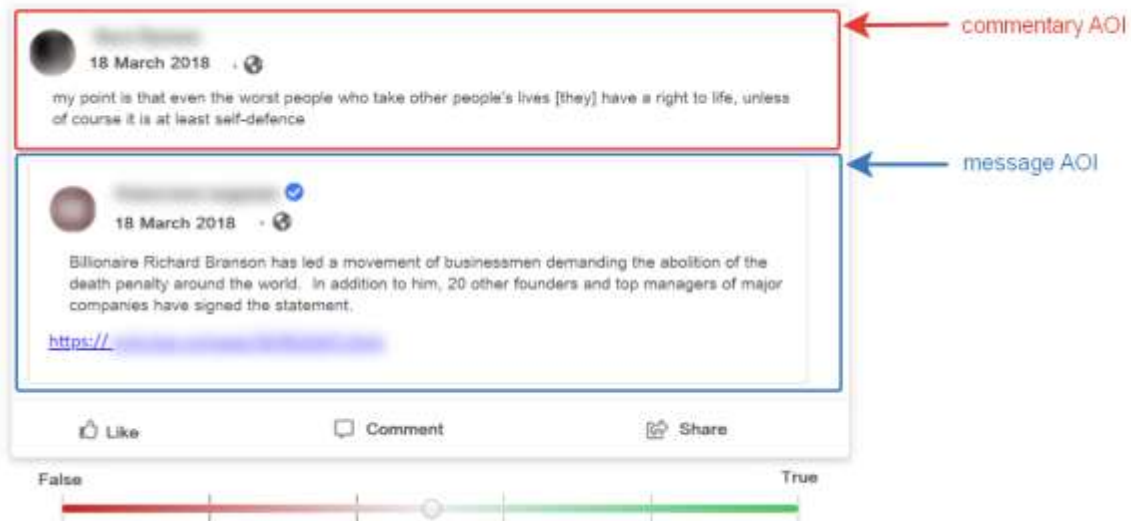 commentary AOI
18 March 2018
my point is that even the worst people who take other people's lives [they] have a right to life, unless
of course it is at least self-defence
message AOI
18 March 2018
Billionaire Richard Branson has led a movement of businessmen demanding the abolition of the
death penalty around the world.  In addition to him, 20 other founders and top managers of major
companies have signed the statement.
https://
Like Comment Share
False True